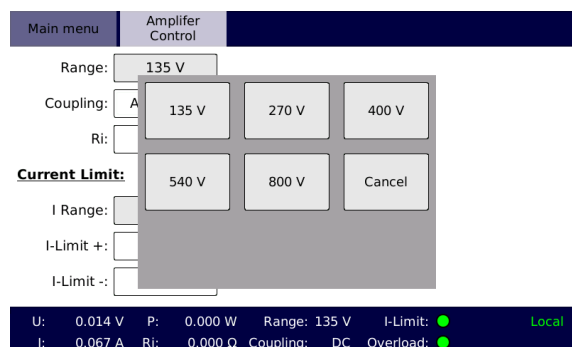 Main menu
Amplifer
Control
Range: 135 V
Coupling: A
135 V 270 V 400 V
Ri:
Current Limit:
540 V 800 V Cancel
I Range:
I-Limit +:
I-Limit -:
U: 0.014 V P: 0.000 W Range: 135 V I-Limit: Local
I: 0.067 A Ri: 0.000 Ω Coupling: DC Overload: